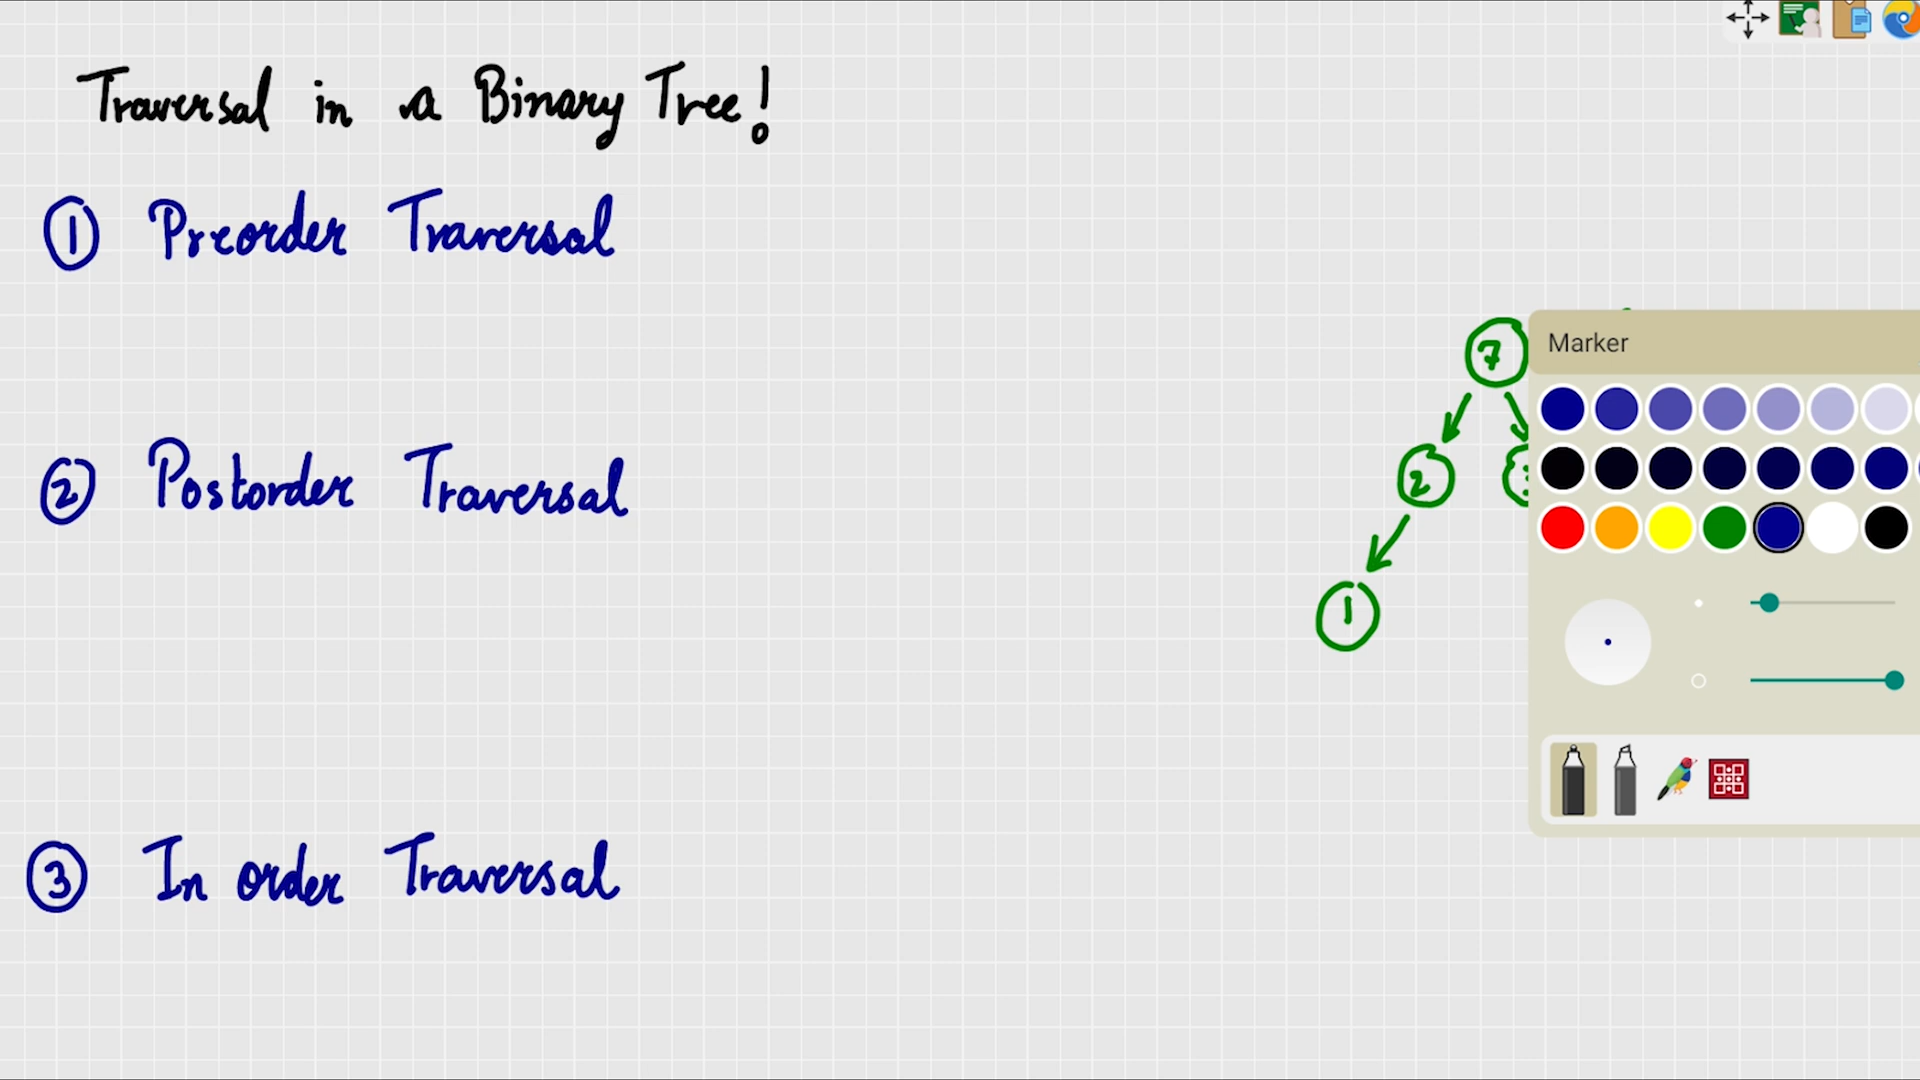 Traversal in a Binary Tree!
① Preorder Traversal
7
Marker
② Postorder Traversal
2
1
③ In order Traversal